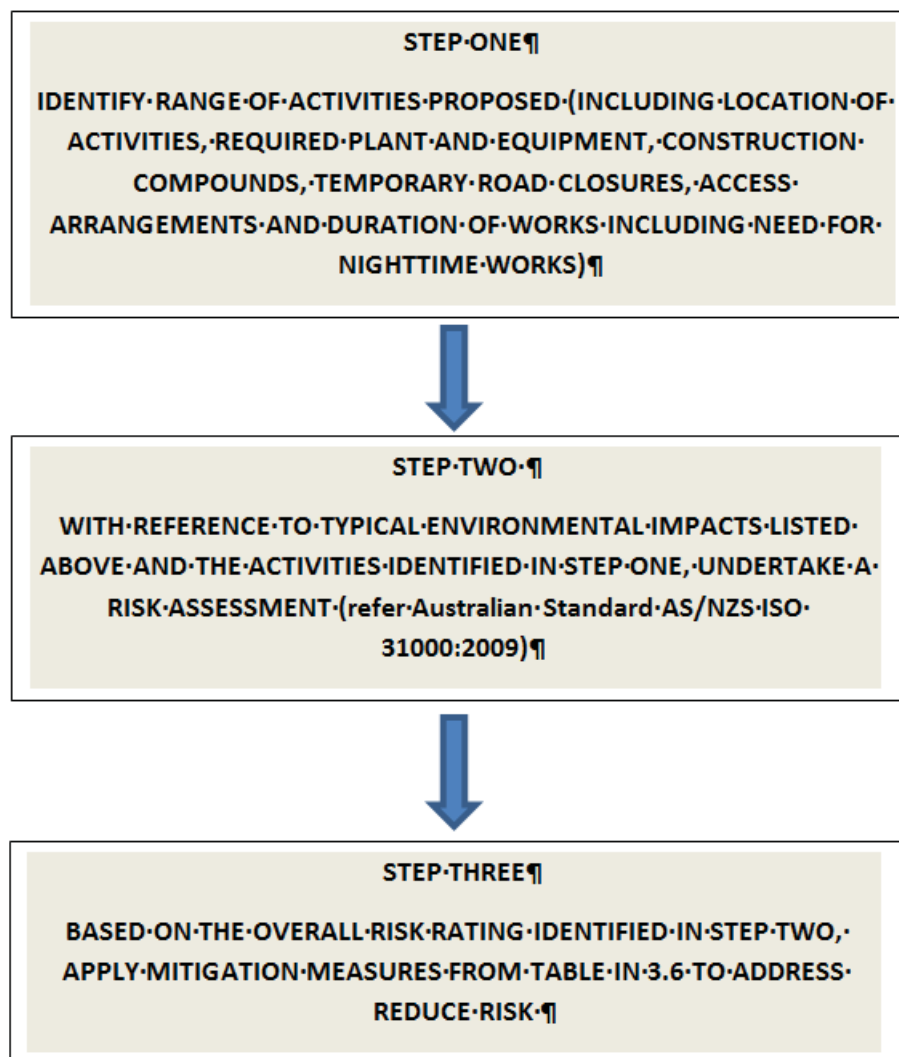 STEP·ONE¶
IDENTIFY·RANGE·OF·ACTIVITIES·PROPOSED·(INCLUDING·LOCATION·OF·
ACTIVITIES,·REQUIRED·PLANT·AND·EQUIPMENT,·CONSTRUCTION·
COMPOUNDS,·TEMPORARY·ROAD·CLOSURES,·ACCESS·
ARRANGEMENTS·AND·DURATION·OF·WORKS·INCLUDING·NEED·FOR·
NIGHTTIME·WORKS)¶
STEP·TWO·¶
WITH·REFERENCE·TO·TYPICAL·ENVIRONMENTAL·IMPACTS·LISTED·
ABOVE·AND·THE·ACTIVITIES·IDENTIFIED·IN·STEP·ONE,·UNDERTAKE·A·
RISK·ASSESSMENT·(refer·Australian·Standard·AS/NZS·ISO·
31000:2009)¶
STEP·THREE¶
BASED·ON·THE·OVERALL·RISK·RATING·IDENTIFIED·IN·STEP·TWO,·
APPLY·MITIGATION·MEASURES·FROM·TABLE·IN·3.6·TO·ADDRESS·
REDUCE·RISK·¶